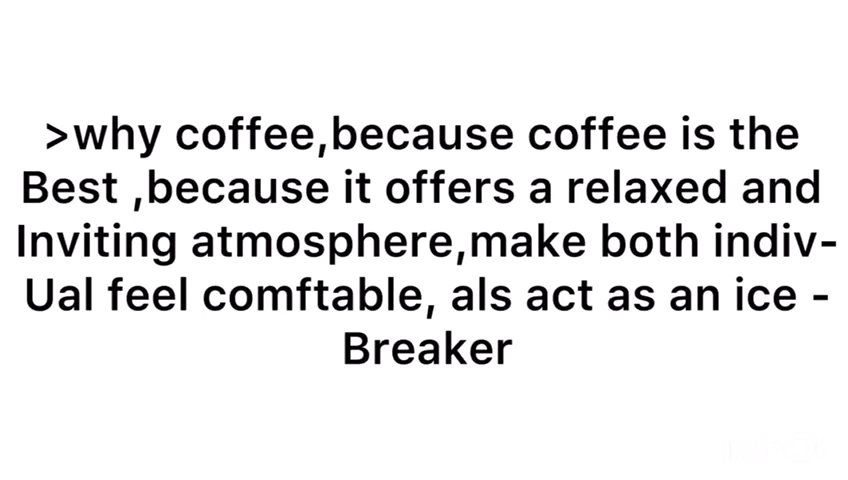 >why coffee,because coffee is the
Best ,because it offers a relaxed and
Inviting atmosphere,make both indiv-
Ual feel comftable, als act as an ice -
Breaker